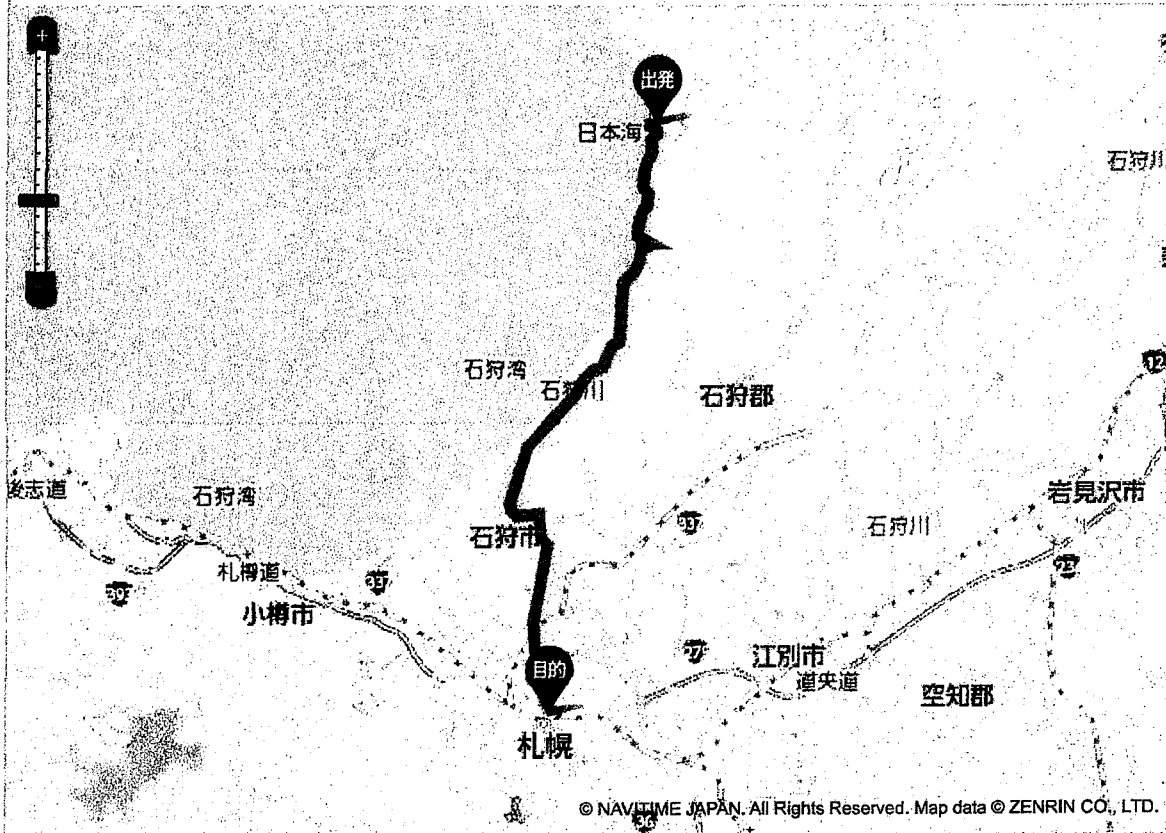 +
出発
日本海
石狩川
石狩湾
石狩川
石狩郡
12
後志道
石狩湾
石狩市
岩見沢市
石狩川
札樽道
小樽市
337
目的
江別市
道央道
空知郡
札幌
© NAVITIME JAPAN. All Rights Reserved. Map data © ZENRIN CO., LTD.